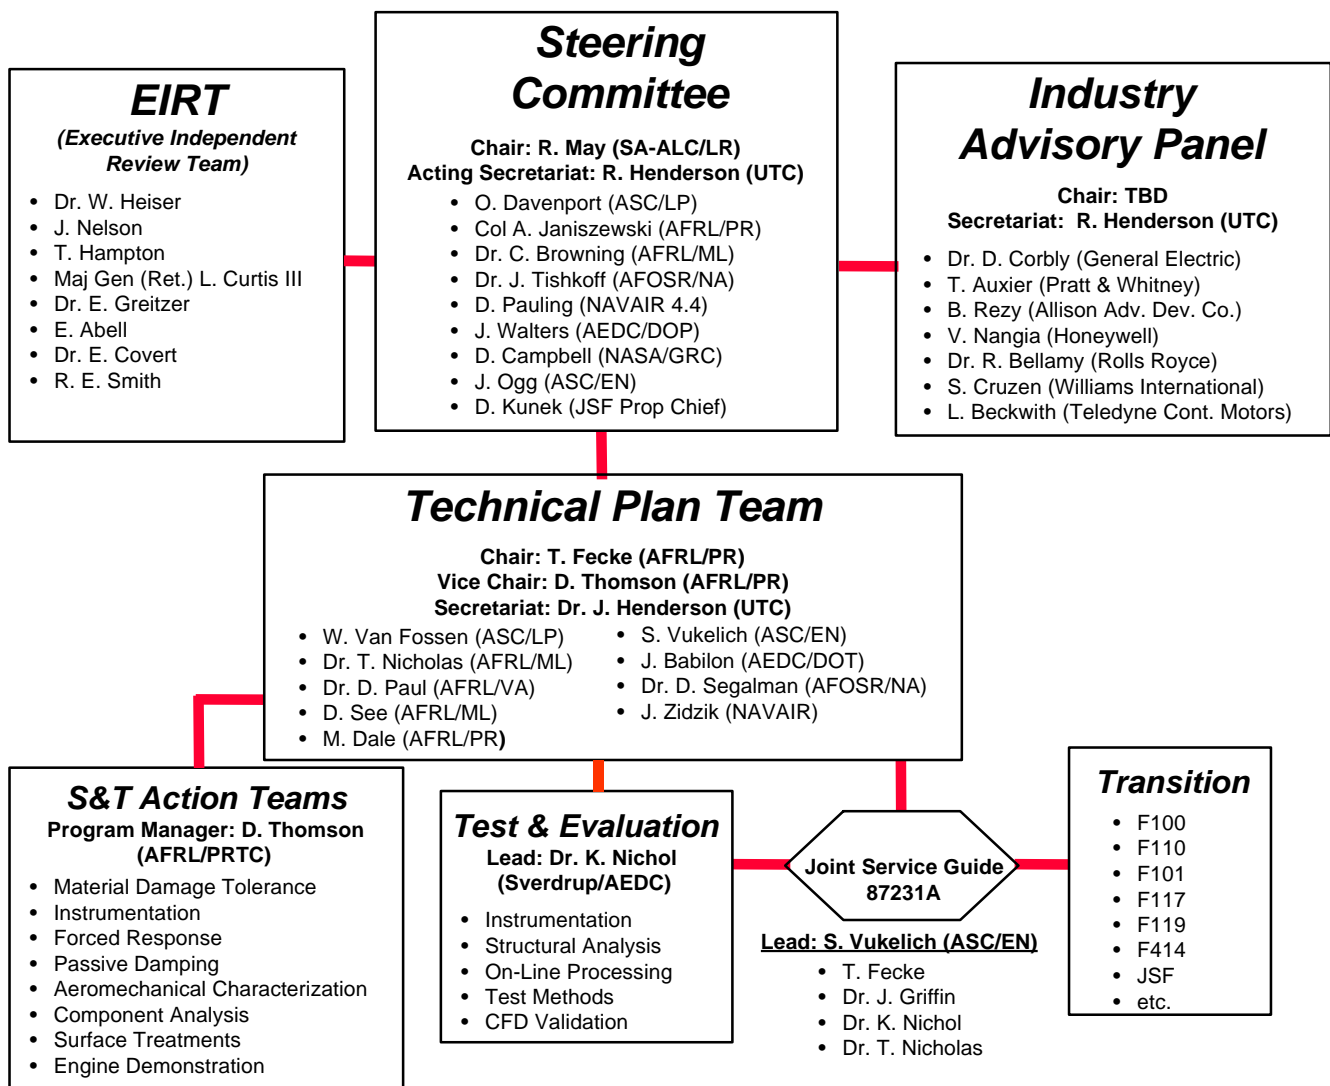 EIRT
(Executive Independent
Review Team)
• Dr. W. Heiser
• J. Nelson
• T. Hampton
• Maj Gen (Ret.) L. Curtis III
• Dr. E. Greitzer
• E. Abell
• Dr. E. Covert
• R. E. Smith
Steering
Committee
Chair: R. May (SA-ALC/LR)
Acting Secretariat: R. Henderson (UTC)
• O. Davenport (ASC/LP)
• Col A. Janiszewski (AFRL/PR)
• Dr. C. Browning (AFRL/ML)
• Dr. J. Tishkoff (AFOSR/NA)
• D. Pauling (NAVAIR 4.4)
• J. Walters (AEDC/DOP)
• D. Campbell (NASA/GRC)
• J. Ogg (ASC/EN)
• D. Kunek (JSF Prop Chief)
Industry
Advisory Panel
Chair: TBD
Secretariat: R. Henderson (UTC)
• Dr. D. Corbly (General Electric)
• T. Auxier (Pratt & Whitney)
• B. Rezy (Allison Adv. Dev. Co.)
• V. Nangia (Honeywell)
• Dr. R. Bellamy (Rolls Royce)
• S. Cruzen (Williams International)
• L. Beckwith (Teledyne Cont. Motors)
Technical Plan Team
Chair: T. Fecke (AFRL/PR)
Vice Chair: D. Thomson (AFRL/PR)
Secretariat: Dr. J. Henderson (UTC)
• W. Van Fossen (ASC/LP)
• Dr. T. Nicholas (AFRL/ML)
• Dr. D. Paul (AFRL/VA)
• D. See (AFRL/ML)
• M. Dale (AFRL/PR)
• S. Vukelich (ASC/EN)
• J. Babilon (AEDC/DOT)
• Dr. D. Segalman (AFOSR/NA)
• J. Zidzik (NAVAIR)
S&T Action Teams
Program Manager: D. Thomson
(AFRL/PRTC)
• Material Damage Tolerance
• Instrumentation
• Forced Response
• Passive Damping
• Aeromechanical Characterization
• Component Analysis
• Surface Treatments
• Engine Demonstration
Test & Evaluation
Lead: Dr. K. Nichol
(Sverdrup/AEDC)
• Instrumentation
• Structural Analysis
• On-Line Processing
• Test Methods
• CFD Validation
Joint Service Guide
87231A
Lead: S. Vukelich (ASC/EN)
• T. Fecke
• Dr. J. Griffin
• Dr. K. Nichol
• Dr. T. Nicholas
Transition
• F100
• F110
• F101
• F117
• F119
• F414
• JSF
• etc.